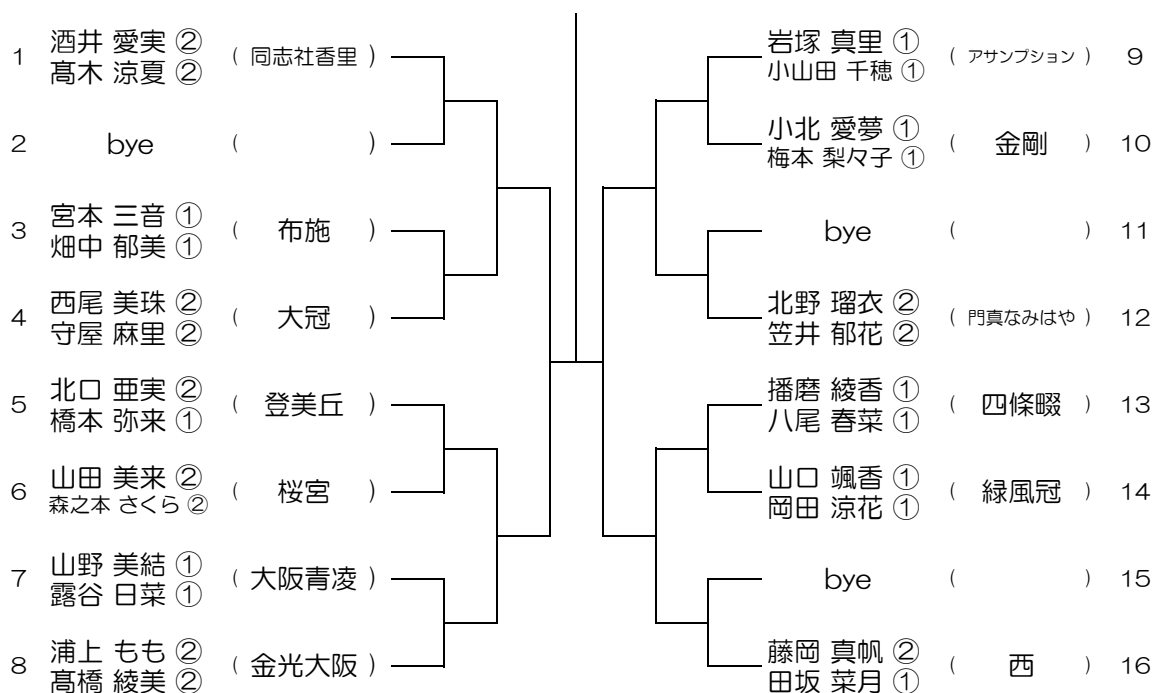 1 酒井 愛実 ② ( 同志社香里 )
髙木 涼夏 ②
2 bye ( )
3 宮本 三音 ① ( 布施 )
畑中 郁美 ①
4 西尾 美珠 ② ( 大冠 )
守屋 麻里 ②
5 北口 亜実 ② ( 登美丘 )
橋本 弥来 ①
6 山田 美来 ② ( 桜宮 )
森之本 さくら ②
7 山野 美結 ① ( 大阪青凌 )
露谷 日菜 ①
8 浦上 もも ② ( 金光大阪 )
髙橋 綾美 ②
岩塚 真里 ① ( アサンプション ) 9
小山田 千穂 ①
小北 愛夢 ① ( 金剛 ) 10
梅本 梨々子 ①
bye ( ) 11
北野 瑠衣 ② ( 門真なみはや ) 12
笠井 郁花 ②
播磨 綾香 ① ( 四條畷 ) 13
八尾 春菜 ①
山口 颯香 ① ( 緑風冠 ) 14
岡田 涼花 ①
bye ( ) 15
藤岡 真帆 ② ( 西 ) 16
田坂 菜月 ①